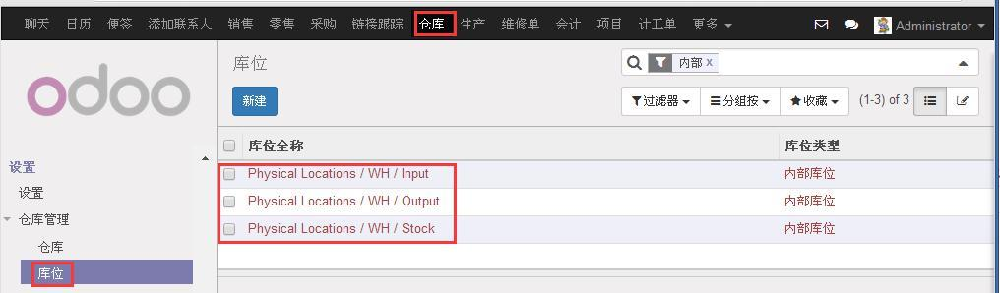 聊天 日历 便签 添加联系人 销售 零售 采购 链接跟踪 仓库 生产 维修单 会计 项目 计工单 更多 Administrator
库位
内部 x
odoo
新建
过滤器 分组按 收藏 (1-3) of 3
库位全称 库位类型
设置
Physical Locations / WH / Input 内部库位
设置
Physical Locations / WH / Output 内部库位
仓库管理
Physical Locations / WH / Stock 内部库位
仓库
库位